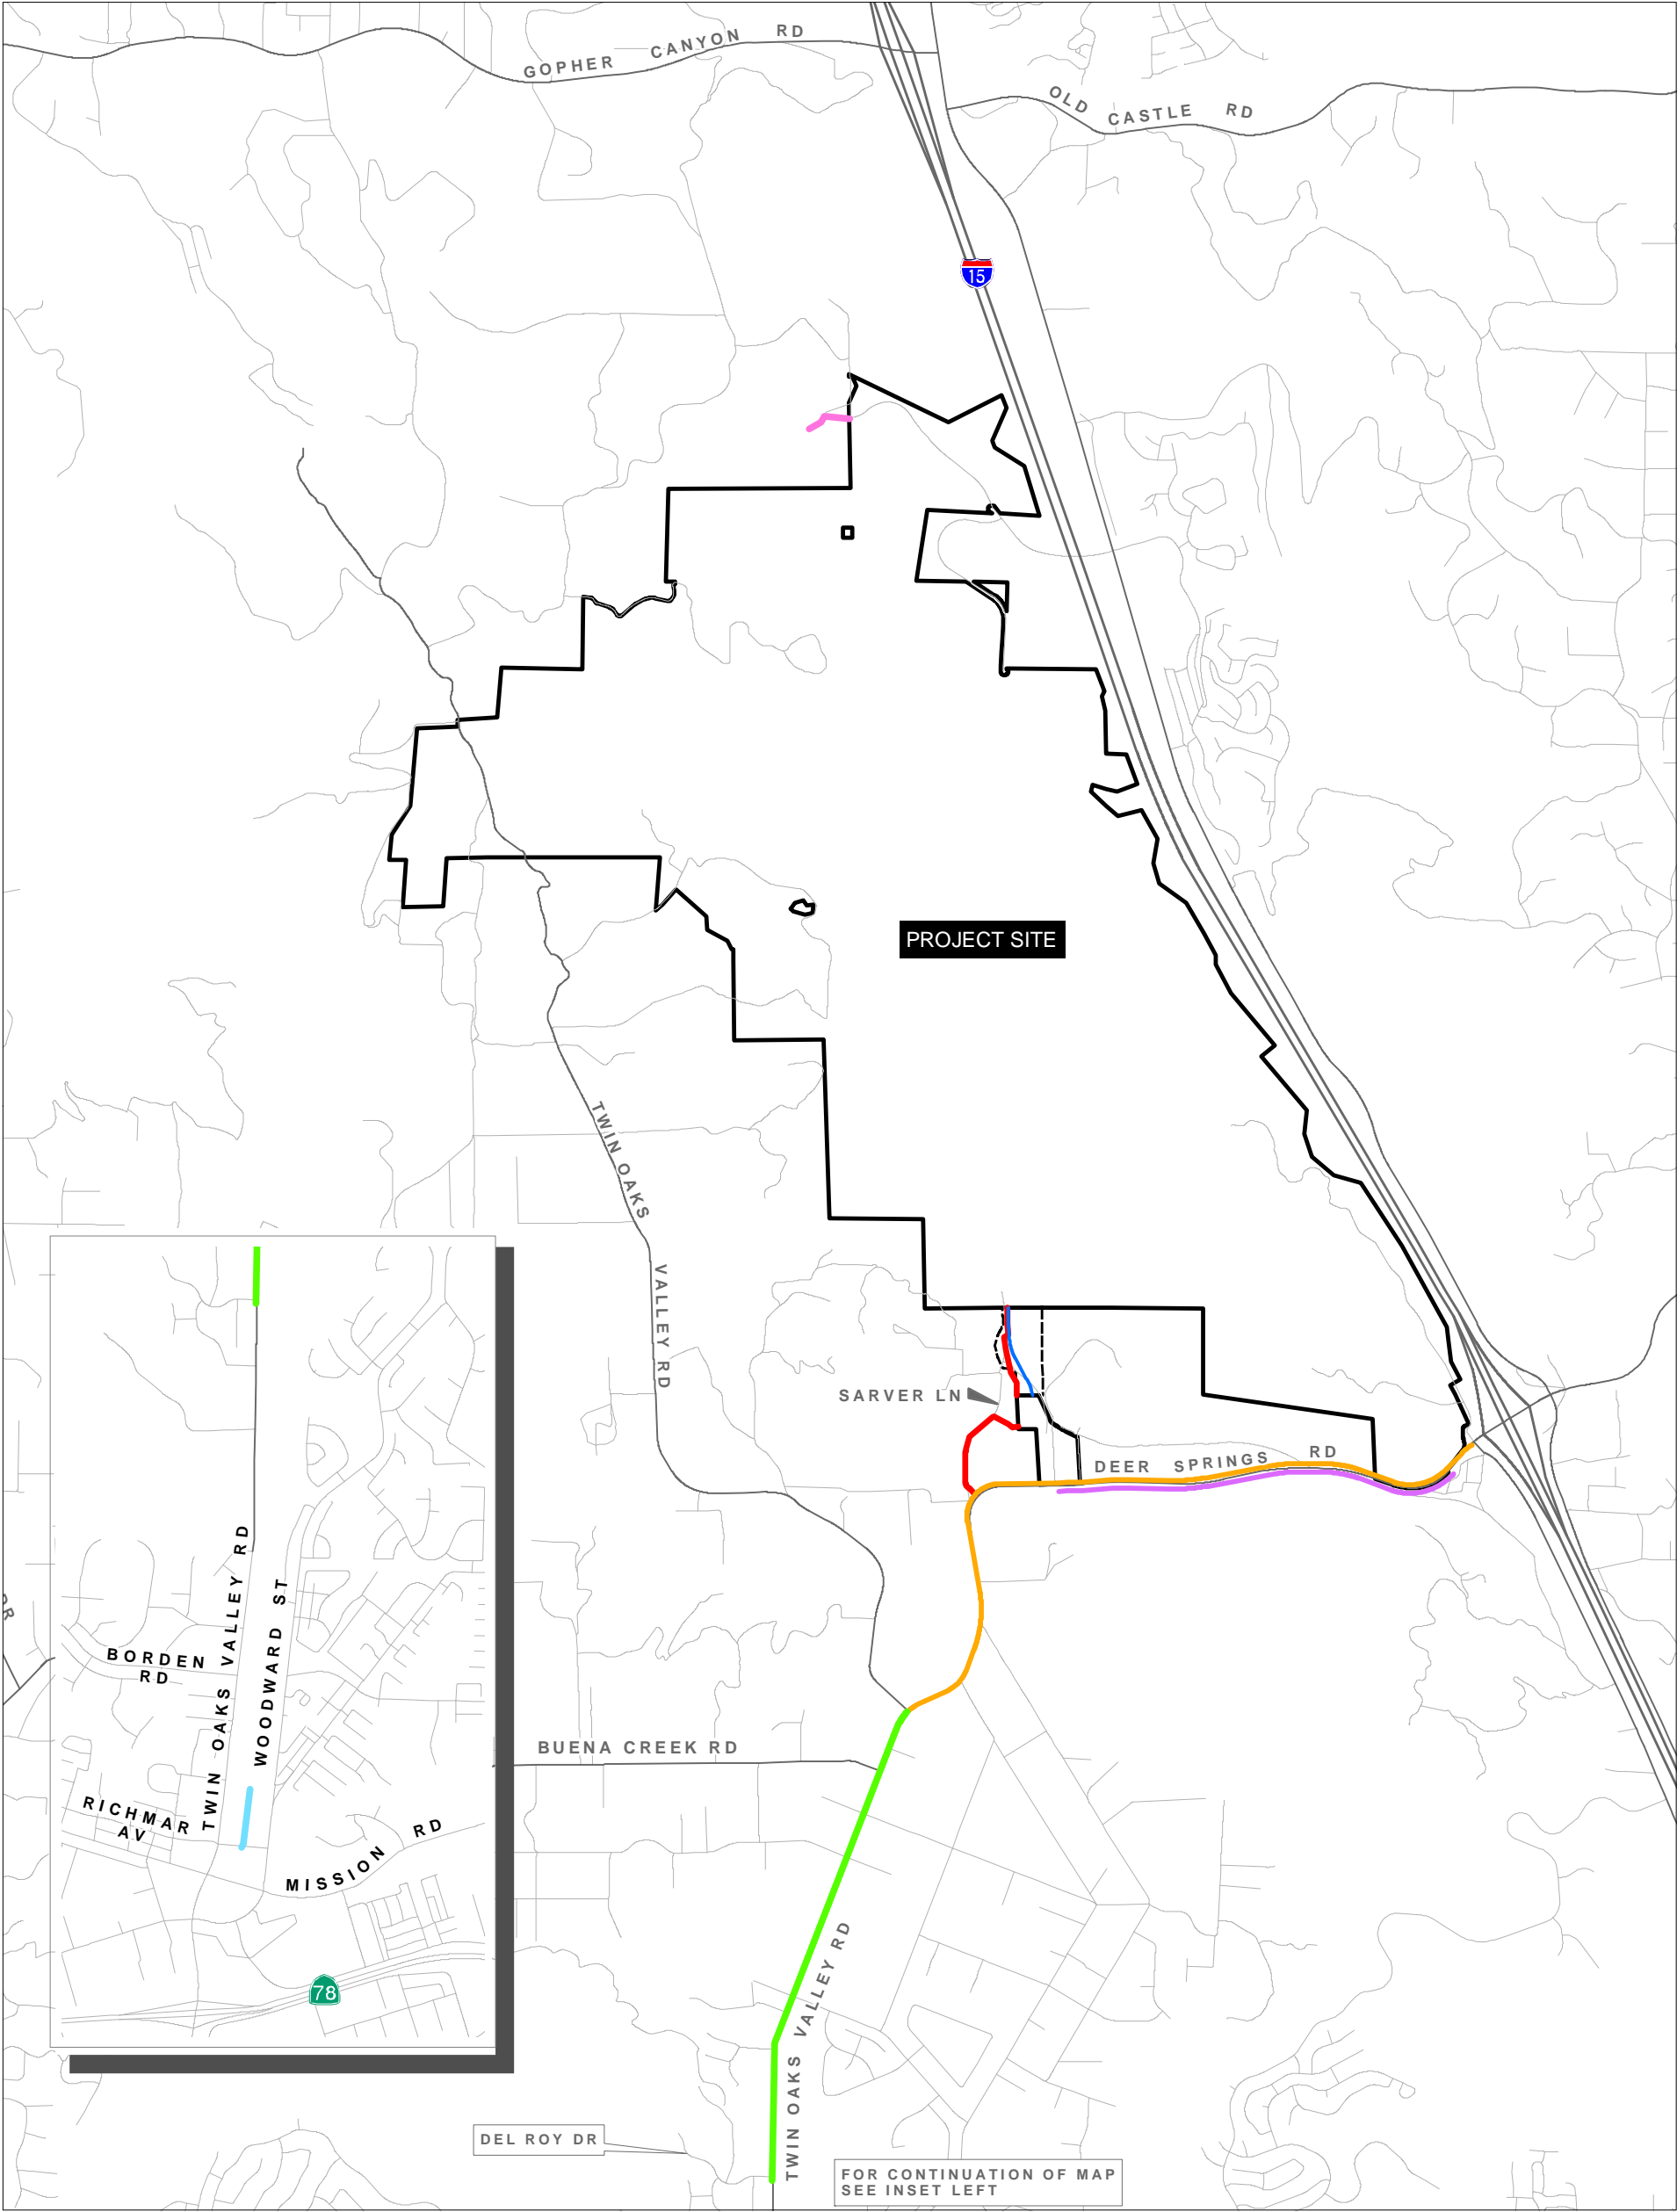 GOPHER CANYON RD
OLD CASTLE RD
15
PROJECT SITE
TWIN OAKS VALLEY RD
SARVER LN
DEER SPRINGS RD
DR
TWIN OAKS VALLEY RD
WOODWARD ST
BORDEN
RD
RICHMAR
AV
MISSION RD
78
BUENA CREEK RD
TWIN OAKS VALLEY RD
DEL ROY DR
FOR CONTINUATION OF MAP
SEE INSET LEFT